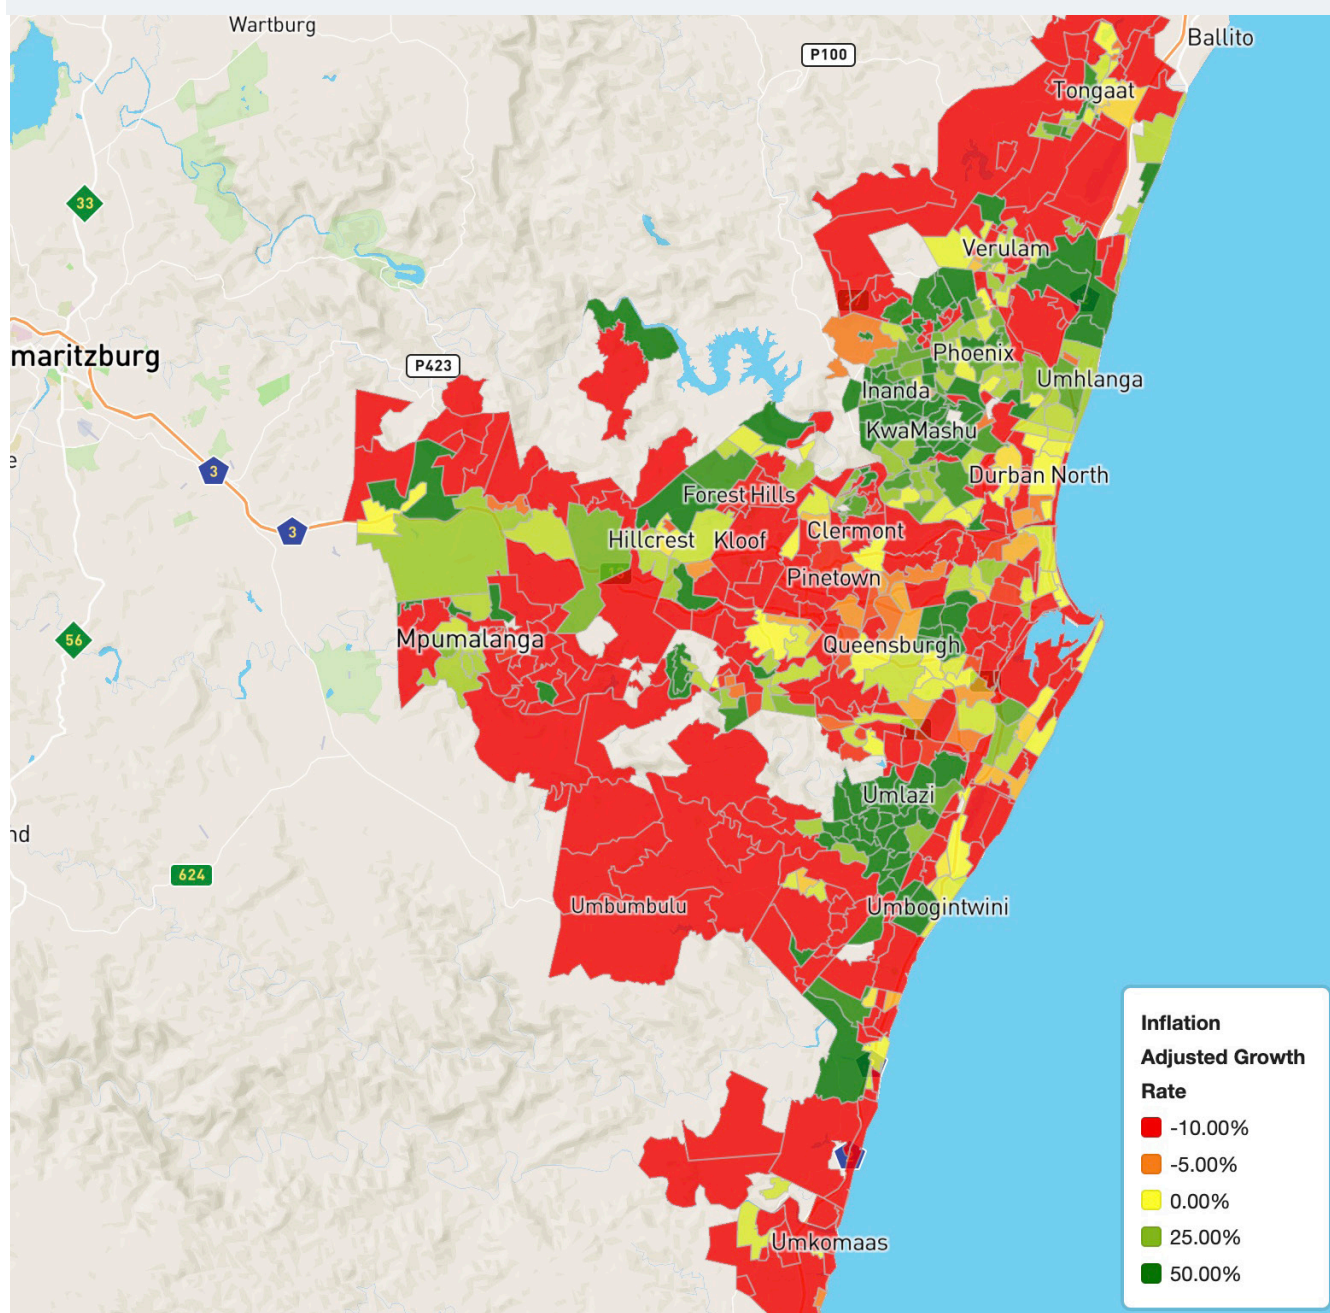 Wartburg
Ballito
P100
Tongaat
33
Verulam
maritzburg
P423
Phoenix
Umhlanga
Inanda
KwaMashu
e
3
Durban North
Forest Hills
3
Clermont
Hillcrest
Kloof
Pinetown
56
Mpumalanga
Queensburgh
Umlazi
nd
624
Umbumbulu
Umbogintwini
Umkomaas
Inflation
Adjusted Growth
Rate
-10.00%
-5.00%
0.00%
25.00%
50.00%